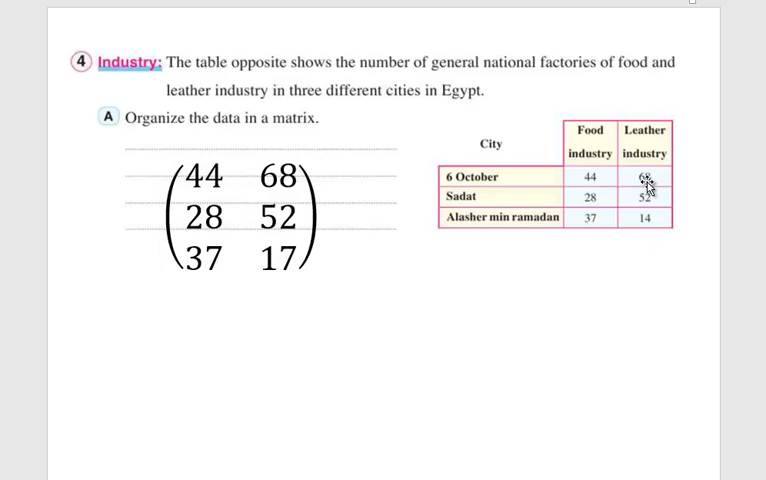 4 Industry: The table opposite shows the number of general national factories of food and
leather industry in three different cities in Egypt.
A Organize the data in a matrix.
44 68
28 52
37 17
City Food industry Leather industry
6 October 44
Sadat 28 52
Alasher min ramadan 37 14